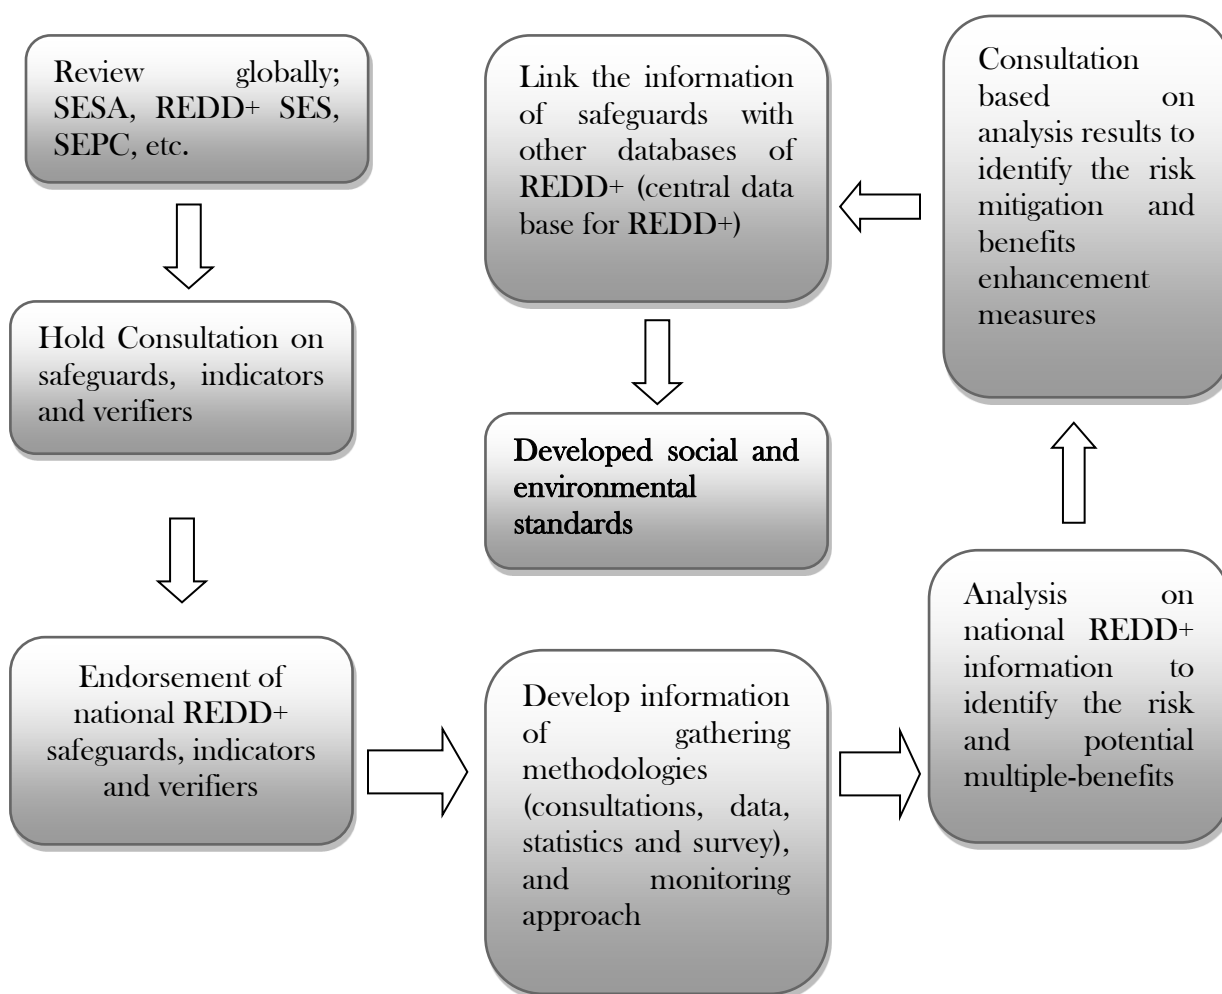 Review globally;
SESA, REDD+ SES,
SEPC, etc.
Hold Consultation on
safeguards, indicators
and verifiers
Endorsement of
national REDD+
safeguards, indicators
and verifiers
Develop information
of gathering
methodologies
(consultations, data,
statistics and survey),
and monitoring
approach
Analysis on
national REDD+
information to
identify the risk
and potential
multiple-benefits
Consultation
based on
analysis results to
identify the risk
mitigation and
benefits
enhancement
measures
Link the information
of safeguards with
other databases of
REDD+ (central data
base for REDD+)
Developed social and
environmental
standards